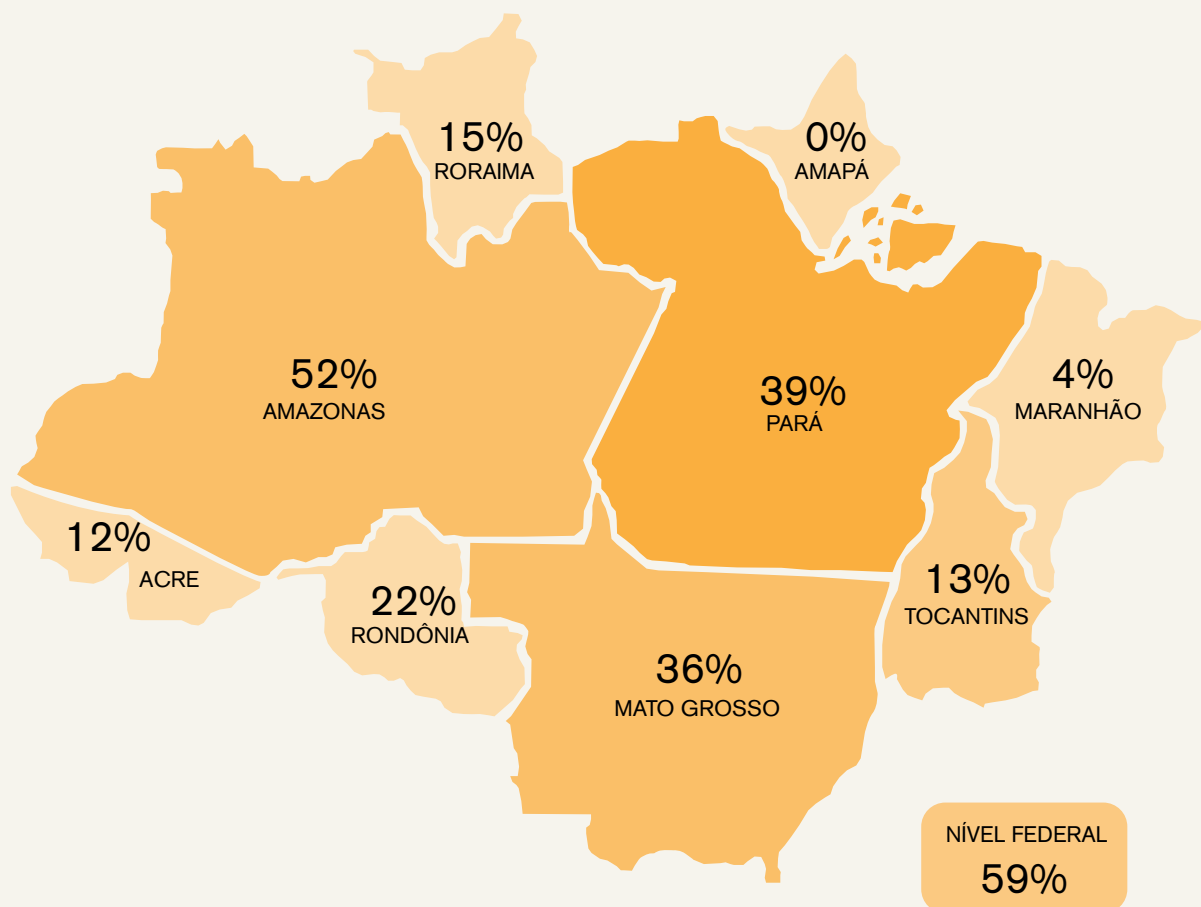 15%
RORAIMA
0%
AMAPÁ
52%
AMAZONAS
39%
PARÁ
4%
MARANHÃO
12%
ACRE
22%
RONDÔNIA
13%
TOCANTINS
36%
MATO GROSSO
NÍVEL FEDERAL
59%